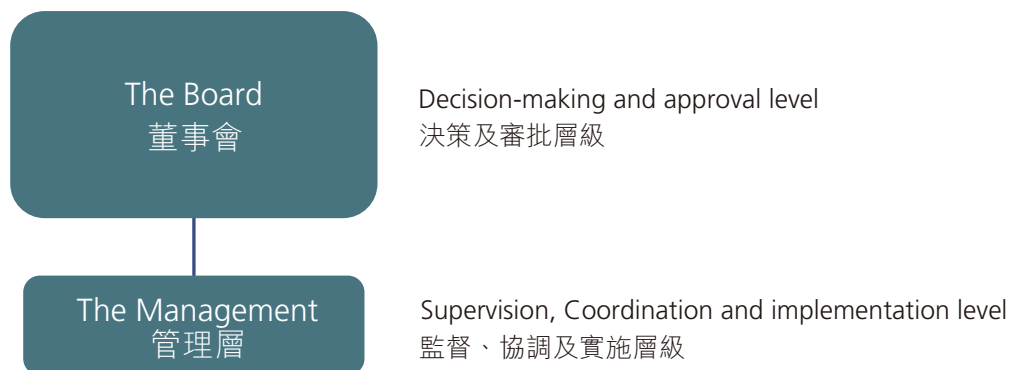 The Board
董事會
Decision-making and approval level
決策及審批層級
The Management
管理層
Supervision, Coordination and implementation level
監督、協調及實施層級